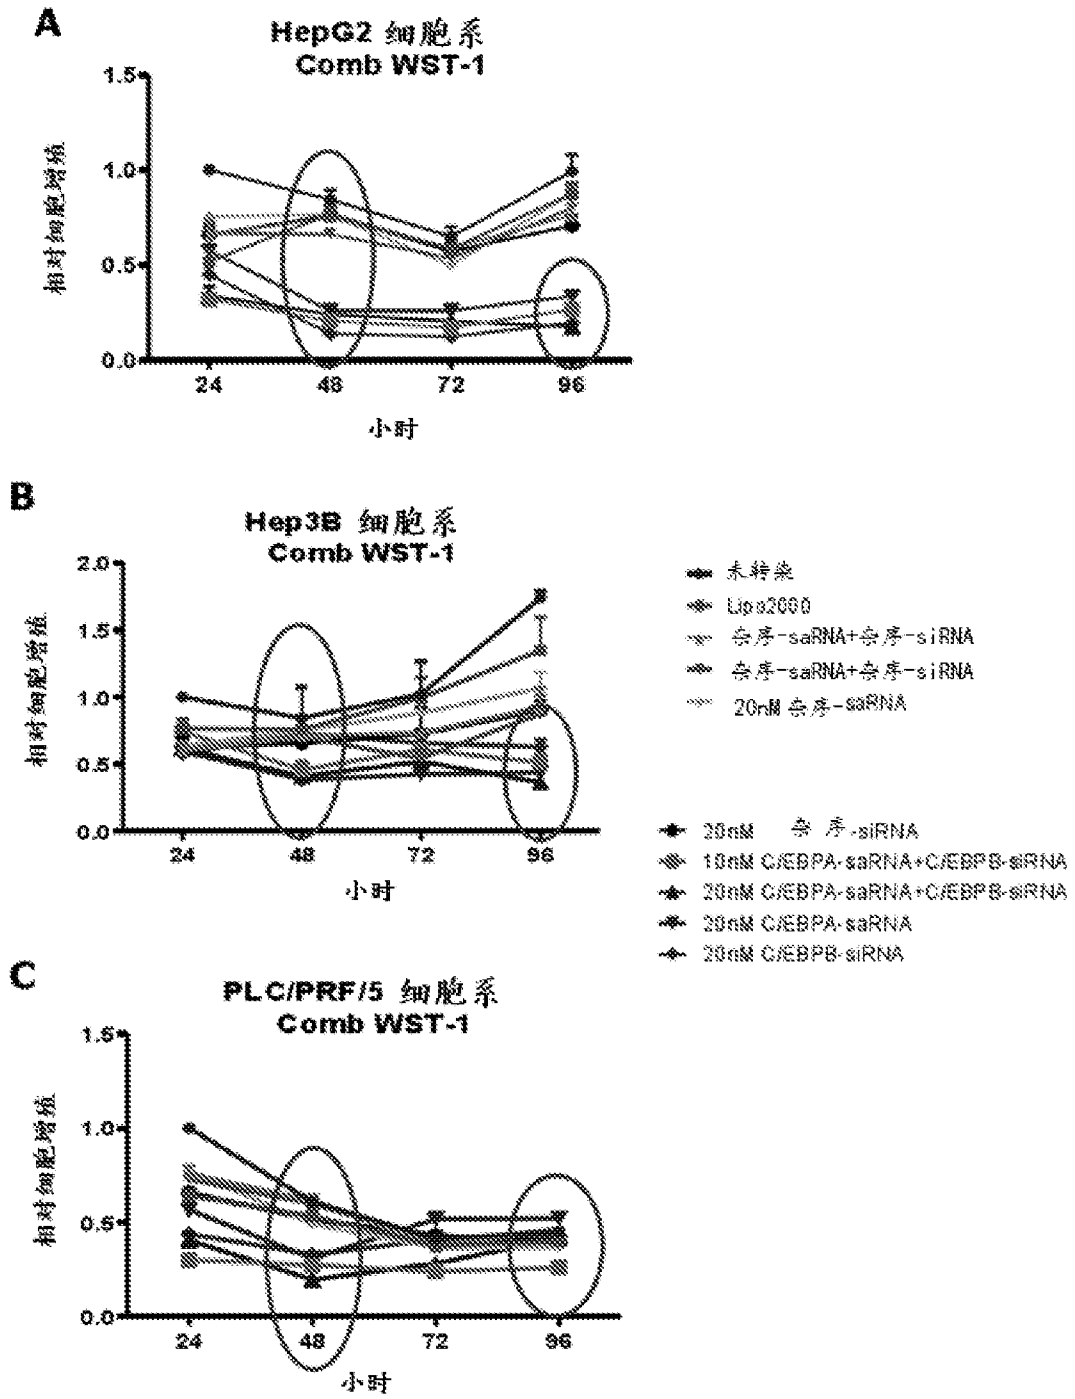 A
HepG2 细胞系
Comb WST-1
1.5
1.0
0.5
0.0
相对细胞增殖
24 48 72 96
小时
B
Hep3B 细胞系
Comb WST-1
2.0
1.5
1.0
0.5
0.0
相对细胞增殖
24 48 72 96
小时
未转染
Lipo2000
杂序-saRNA+杂序-siRNA
杂序-saRNA+杂序-siRNA
20nM 杂序-saRNA
20nM 杂序-siRNA
10nM C/EBPA-saRNA+C/EBPB-siRNA
20nM C/EBPA-saRNA+C/EBPB-siRNA
20nM C/EBPA-saRNA
20nM C/EBPB-siRNA
C
PLC/PRF/5 细胞系
Comb WST-1
1.5
1.0
0.5
0.0
相对细胞增殖
24 48 72 96
小时